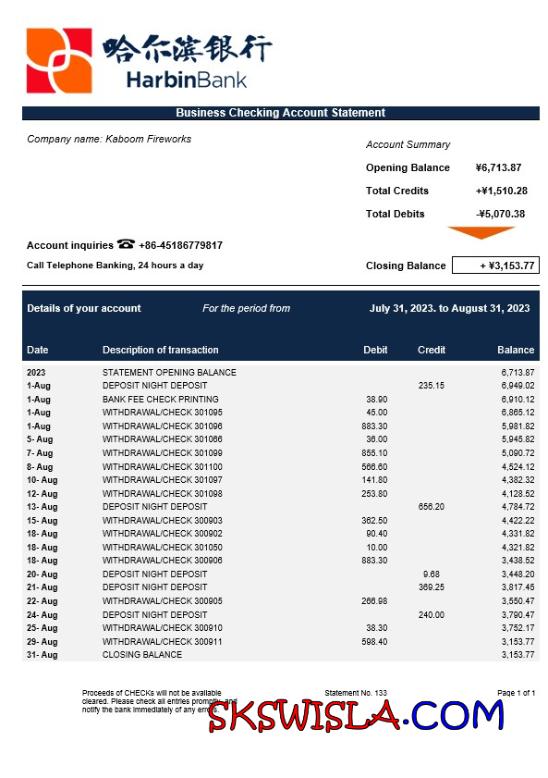 哈尔滨银行
HarbinBank
Business Checking Account Statement
Company name: Kaboom Fireworks
Account Summary
Opening Balance ¥6,713.87
Total Credits +¥1,510.28
Total Debits -¥5,070.38
Account inquiries ☎ +86-45186779817
Call Telephone Banking, 24 hours a day
Closing Balance + ¥3,153.77
Details of your account For the period from July 31, 2023. to August 31, 2023
Date Description of transaction Debit Credit Balance
2023 STATEMENT OPENING BALANCE 6,713.87
1-Aug DEPOSIT NIGHT DEPOSIT 235.15 6,949.02
1-Aug BANK FEE CHECK PRINTING 38.90 6,910.12
1-Aug WITHDRAWAL/CHECK 301095 45.00 6,865.12
1-Aug WITHDRAWAL/CHECK 301096 883.30 5,981.82
5- Aug WITHDRAWAL/CHECK 301066 36.00 5,945.82
7- Aug WITHDRAWAL/CHECK 301099 855.10 5,090.72
8- Aug WITHDRAWAL/CHECK 301100 566.60 4,524.12
10- Aug WITHDRAWAL/CHECK 301097 141.80 4,382.32
12- Aug WITHDRAWAL/CHECK 301098 253.80 4,128.52
13- Aug DEPOSIT NIGHT DEPOSIT 656.20 4,784.72
15- Aug WITHDRAWAL/CHECK 300903 362.50 4,422.22
18- Aug WITHDRAWAL/CHECK 300902 90.40 4,331.82
18- Aug WITHDRAWAL/CHECK 301050 10.00 4,321.82
18- Aug WITHDRAWAL/CHECK 300906 883.30 3,438.52
20- Aug DEPOSIT NIGHT DEPOSIT 9.68 3,448.20
21- Aug DEPOSIT NIGHT DEPOSIT 369.25 3,817.45
22- Aug WITHDRAWAL/CHECK 300905 266.98 3,550.47
24- Aug DEPOSIT NIGHT DEPOSIT 240.00 3,790.47
25- Aug WITHDRAWAL/CHECK 300910 38.30 3,752.17
29- Aug WITHDRAWAL/CHECK 300911 598.40 3,153.77
31- Aug CLOSING BALANCE 3,153.77
Proceeds of CHECKs will not be available Statement No. 133 Page 1 of 1
cleared. Please check all entries promptly, and
notify the bank immediately of any errors.
SKSWISLA.COM